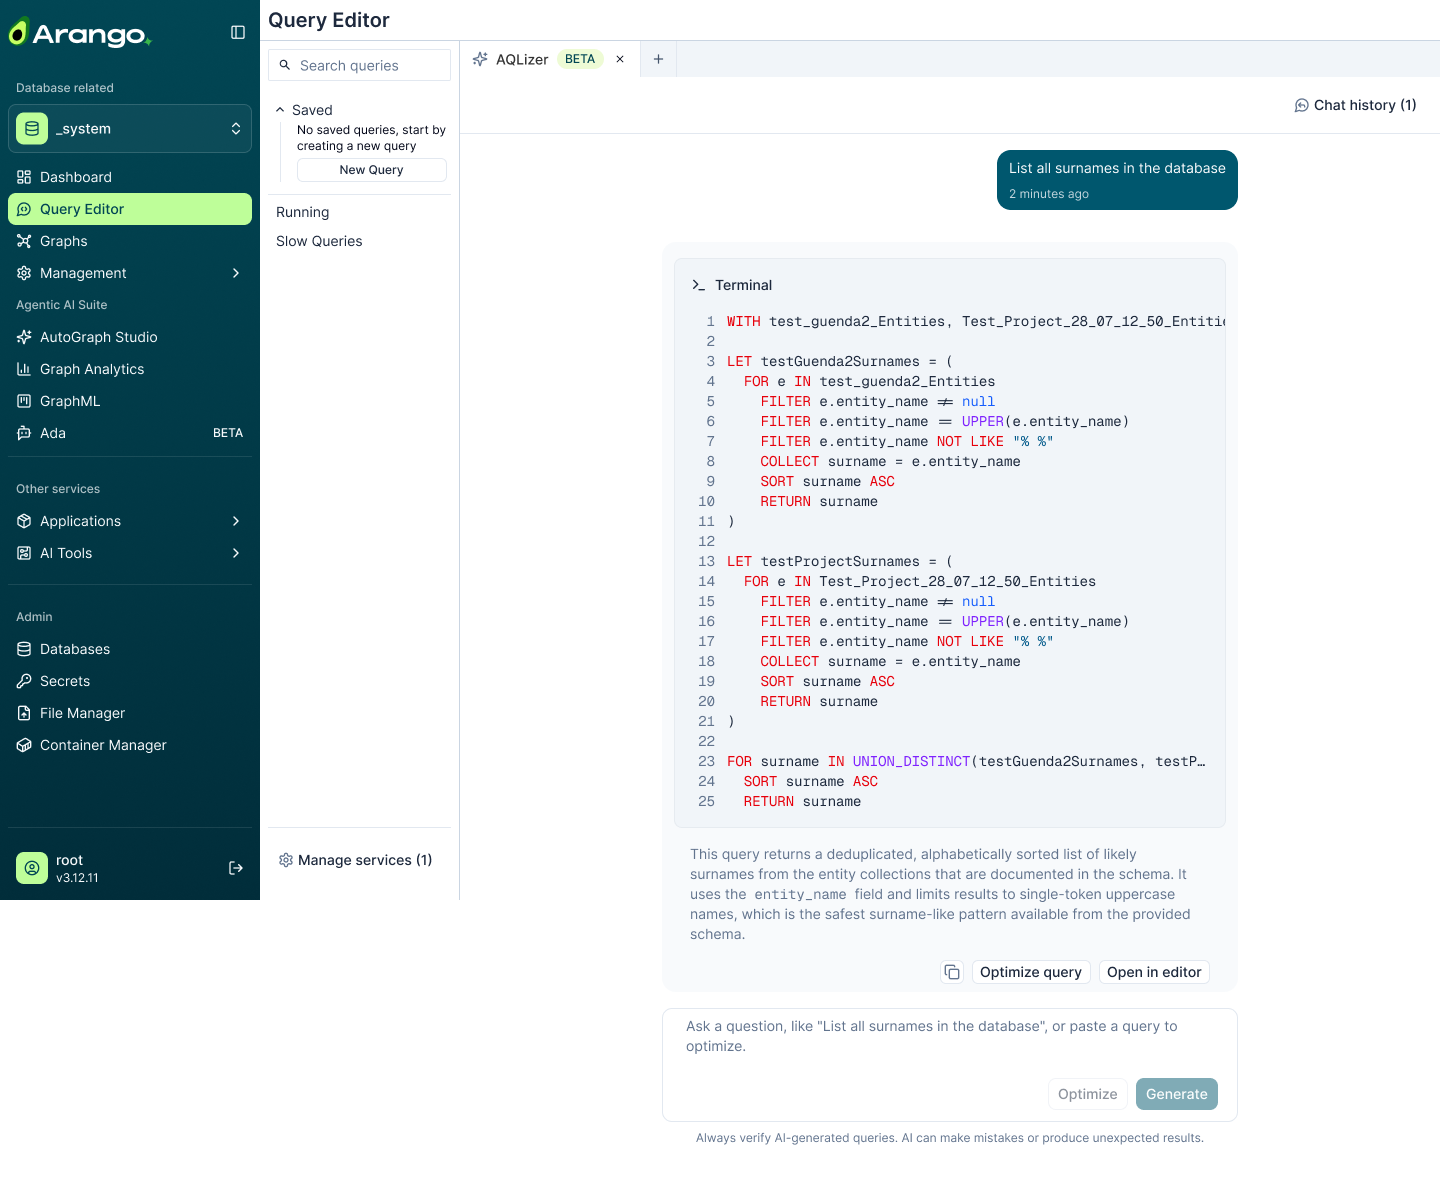 Arango
Database related
_system
Dashboard
Query Editor
Graphs
Management
Agentic AI Suite
AutoGraph Studio
Graph Analytics
GraphML
Ada BETA
Other services
Applications
AI Tools
Admin
Databases
Secrets
File Manager
Container Manager
root
v3.12.11
Query Editor
Search queries
Saved
No saved queries, start by
creating a new query
New Query
Running
Slow Queries
Manage services (1)
AQLizer BETA
Chat history (1)
List all surnames in the database
2 minutes ago
Terminal
1 WITH test_guenda2_Entities, Test_Project_28_07_12_50_Entitie
2
3 LET testGuenda2Surnames = (
4 FOR e IN test_guenda2_Entities
5 FILTER e.entity_name != null
6 FILTER e.entity_name == UPPER(e.entity_name)
7 FILTER e.entity_name NOT LIKE "% %"
8 COLLECT surname = e.entity_name
9 SORT surname ASC
10 RETURN surname
11 )
12
13 LET testProjectSurnames = (
14 FOR e IN Test_Project_28_07_12_50_Entities
15 FILTER e.entity_name != null
16 FILTER e.entity_name == UPPER(e.entity_name)
17 FILTER e.entity_name NOT LIKE "% %"
18 COLLECT surname = e.entity_name
19 SORT surname ASC
20 RETURN surname
21 )
22
23 FOR surname IN UNION_DISTINCT(testGuenda2Surnames, testP…
24 SORT surname ASC
25 RETURN surname
This query returns a deduplicated, alphabetically sorted list of likely
surnames from the entity collections that are documented in the schema. It
uses the entity_name field and limits results to single-token uppercase
names, which is the safest surname-like pattern available from the provided
schema.
Optimize query
Open in editor
Ask a question, like "List all surnames in the database", or paste a query to
optimize.
Optimize
Generate
Always verify AI-generated queries. AI can make mistakes or produce unexpected results.